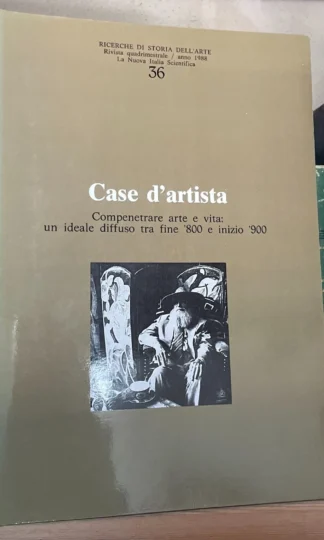 RICERCHE DI STORIA DELL'ARTE
Rivista quadrimestrale / anno 1988
La Nuova Italia Scientifica
36
Case d'artista
Compenetrare arte e vita:
un ideale diffuso tra fine '800 e inizio '900